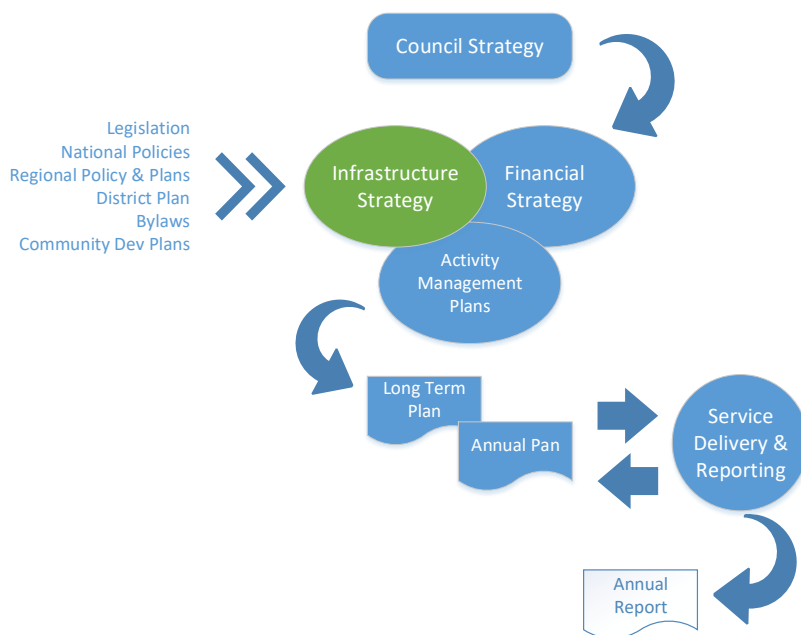 Council Strategy
Legislation
National Policies
Regional Policy & Plans
District Plan
Bylaws
Community Dev Plans
Infrastructure
Strategy
Financial
Strategy
Activity
Management
Plans
Long Term
Plan
Annual Pan
Service
Delivery &
Reporting
Annual
Report